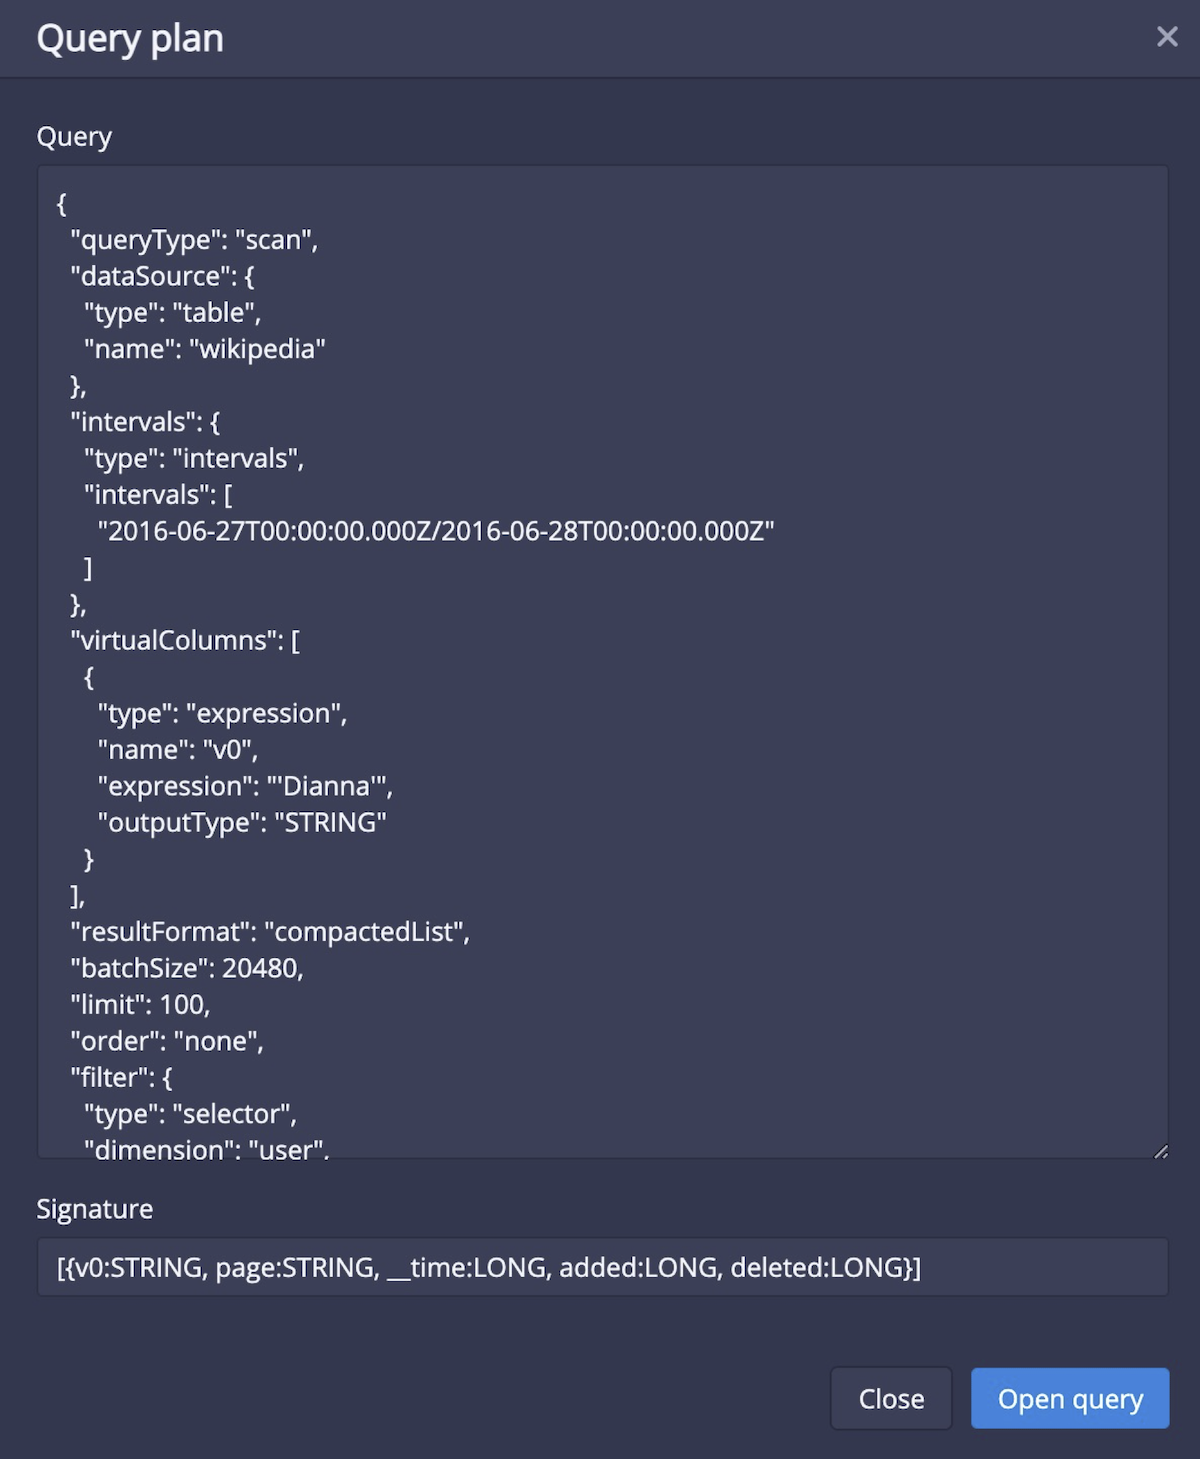 Query plan
Query
{
"queryType": "scan",
"dataSource": {
"type": "table",
"name": "wikipedia"
},
"intervals": {
"type": "intervals",
"intervals": [
"2016-06-27T00:00:00.000Z/2016-06-28T00:00:00.000Z"
]
},
"virtualColumns": [
{
"type": "expression",
"name": "v0",
"expression": "'Dianna'",
"outputType": "STRING"
}
],
"resultFormat": "compactedList",
"batchSize": 20480,
"limit": 100,
"order": "none",
"filter": {
"type": "selector",
"dimension": "user",
Signature
[{v0:STRING, page:STRING, __time:LONG, added:LONG, deleted:LONG}]
Close
Open query